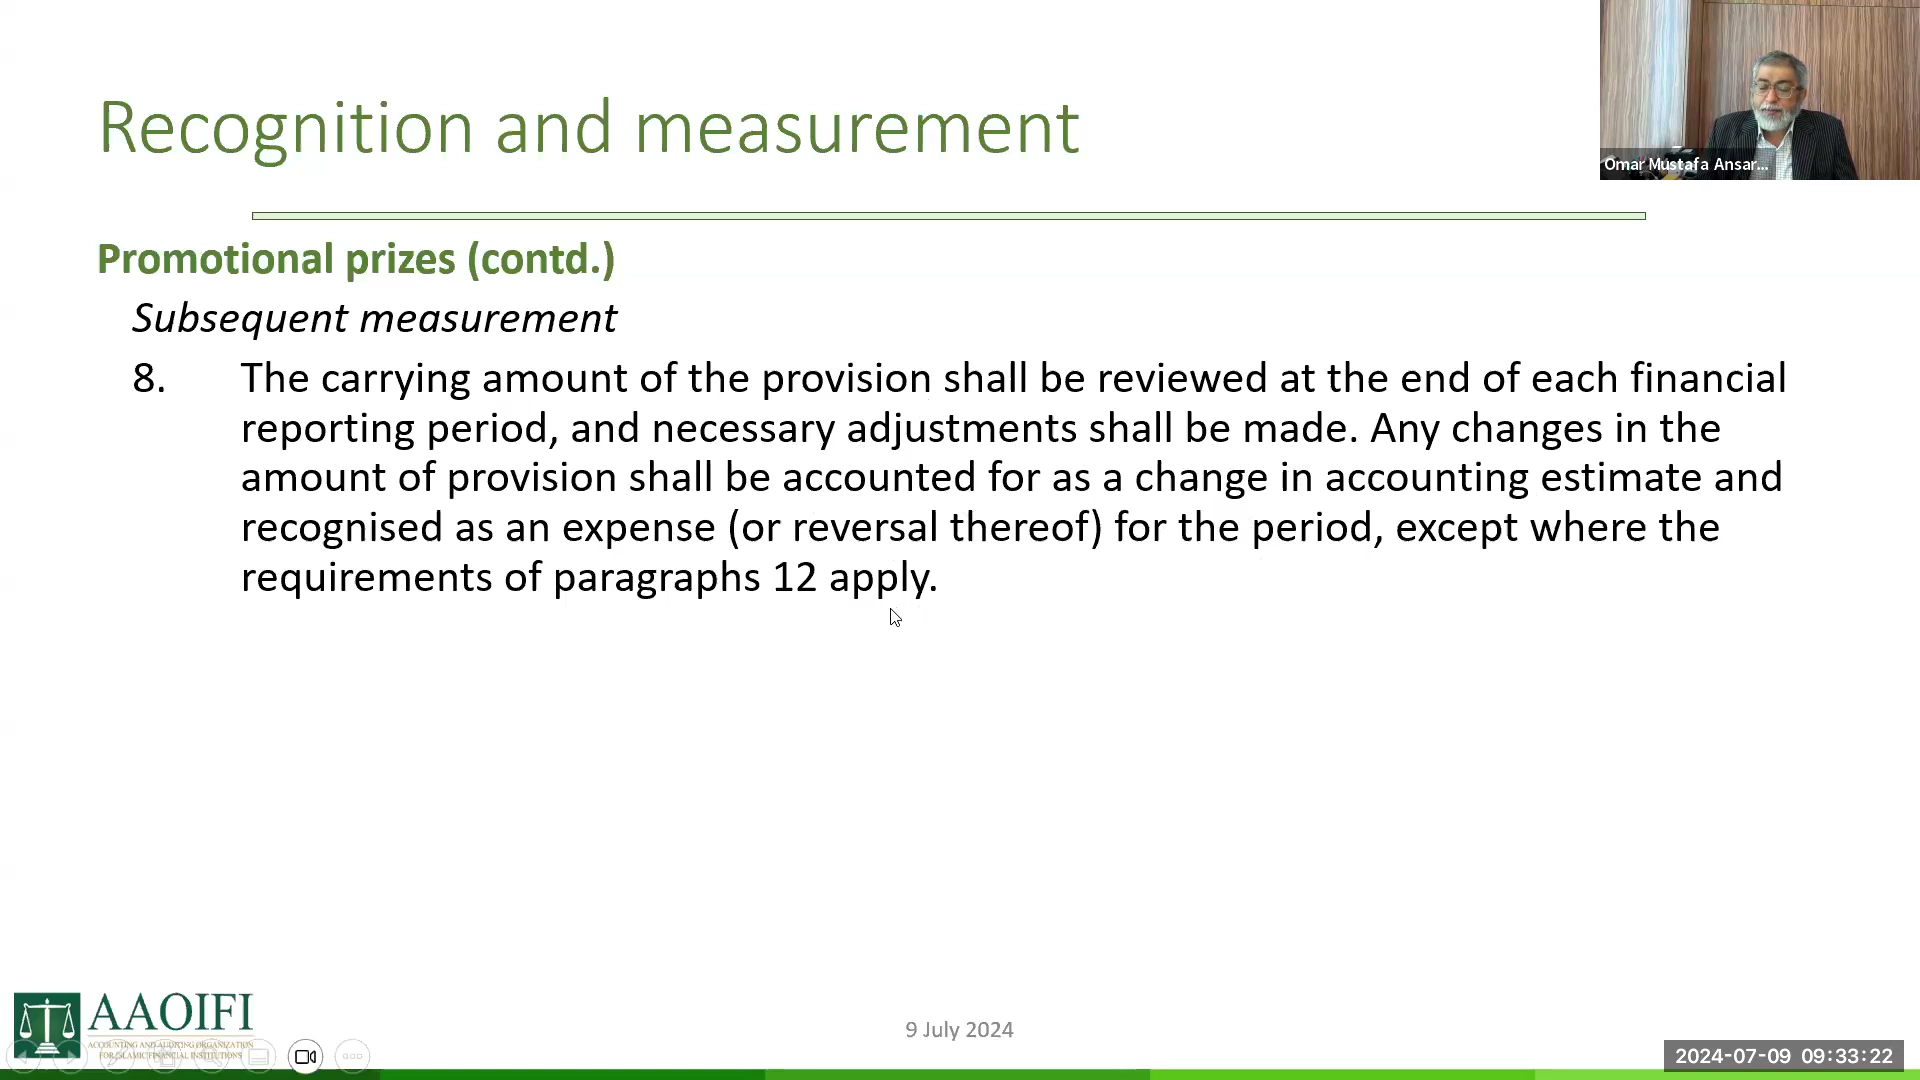 Recognition and measurement
Omar Mustafa Ansar...
Promotional prizes (contd.)
Subsequent measurement
8. The carrying amount of the provision shall be reviewed at the end of each financial
reporting period, and necessary adjustments shall be made. Any changes in the
amount of provision shall be accounted for as a change in accounting estimate and
recognised as an expense (or reversal thereof) for the period, except where the
requirements of paragraphs 12 apply.
AAOIFI
ACCOUNTING AND AUDITING ORGANIZATION
FOR ISLAMIC FINANCIAL INSTITUTIONS
9 July 2024
2024-07-09 09:33:22